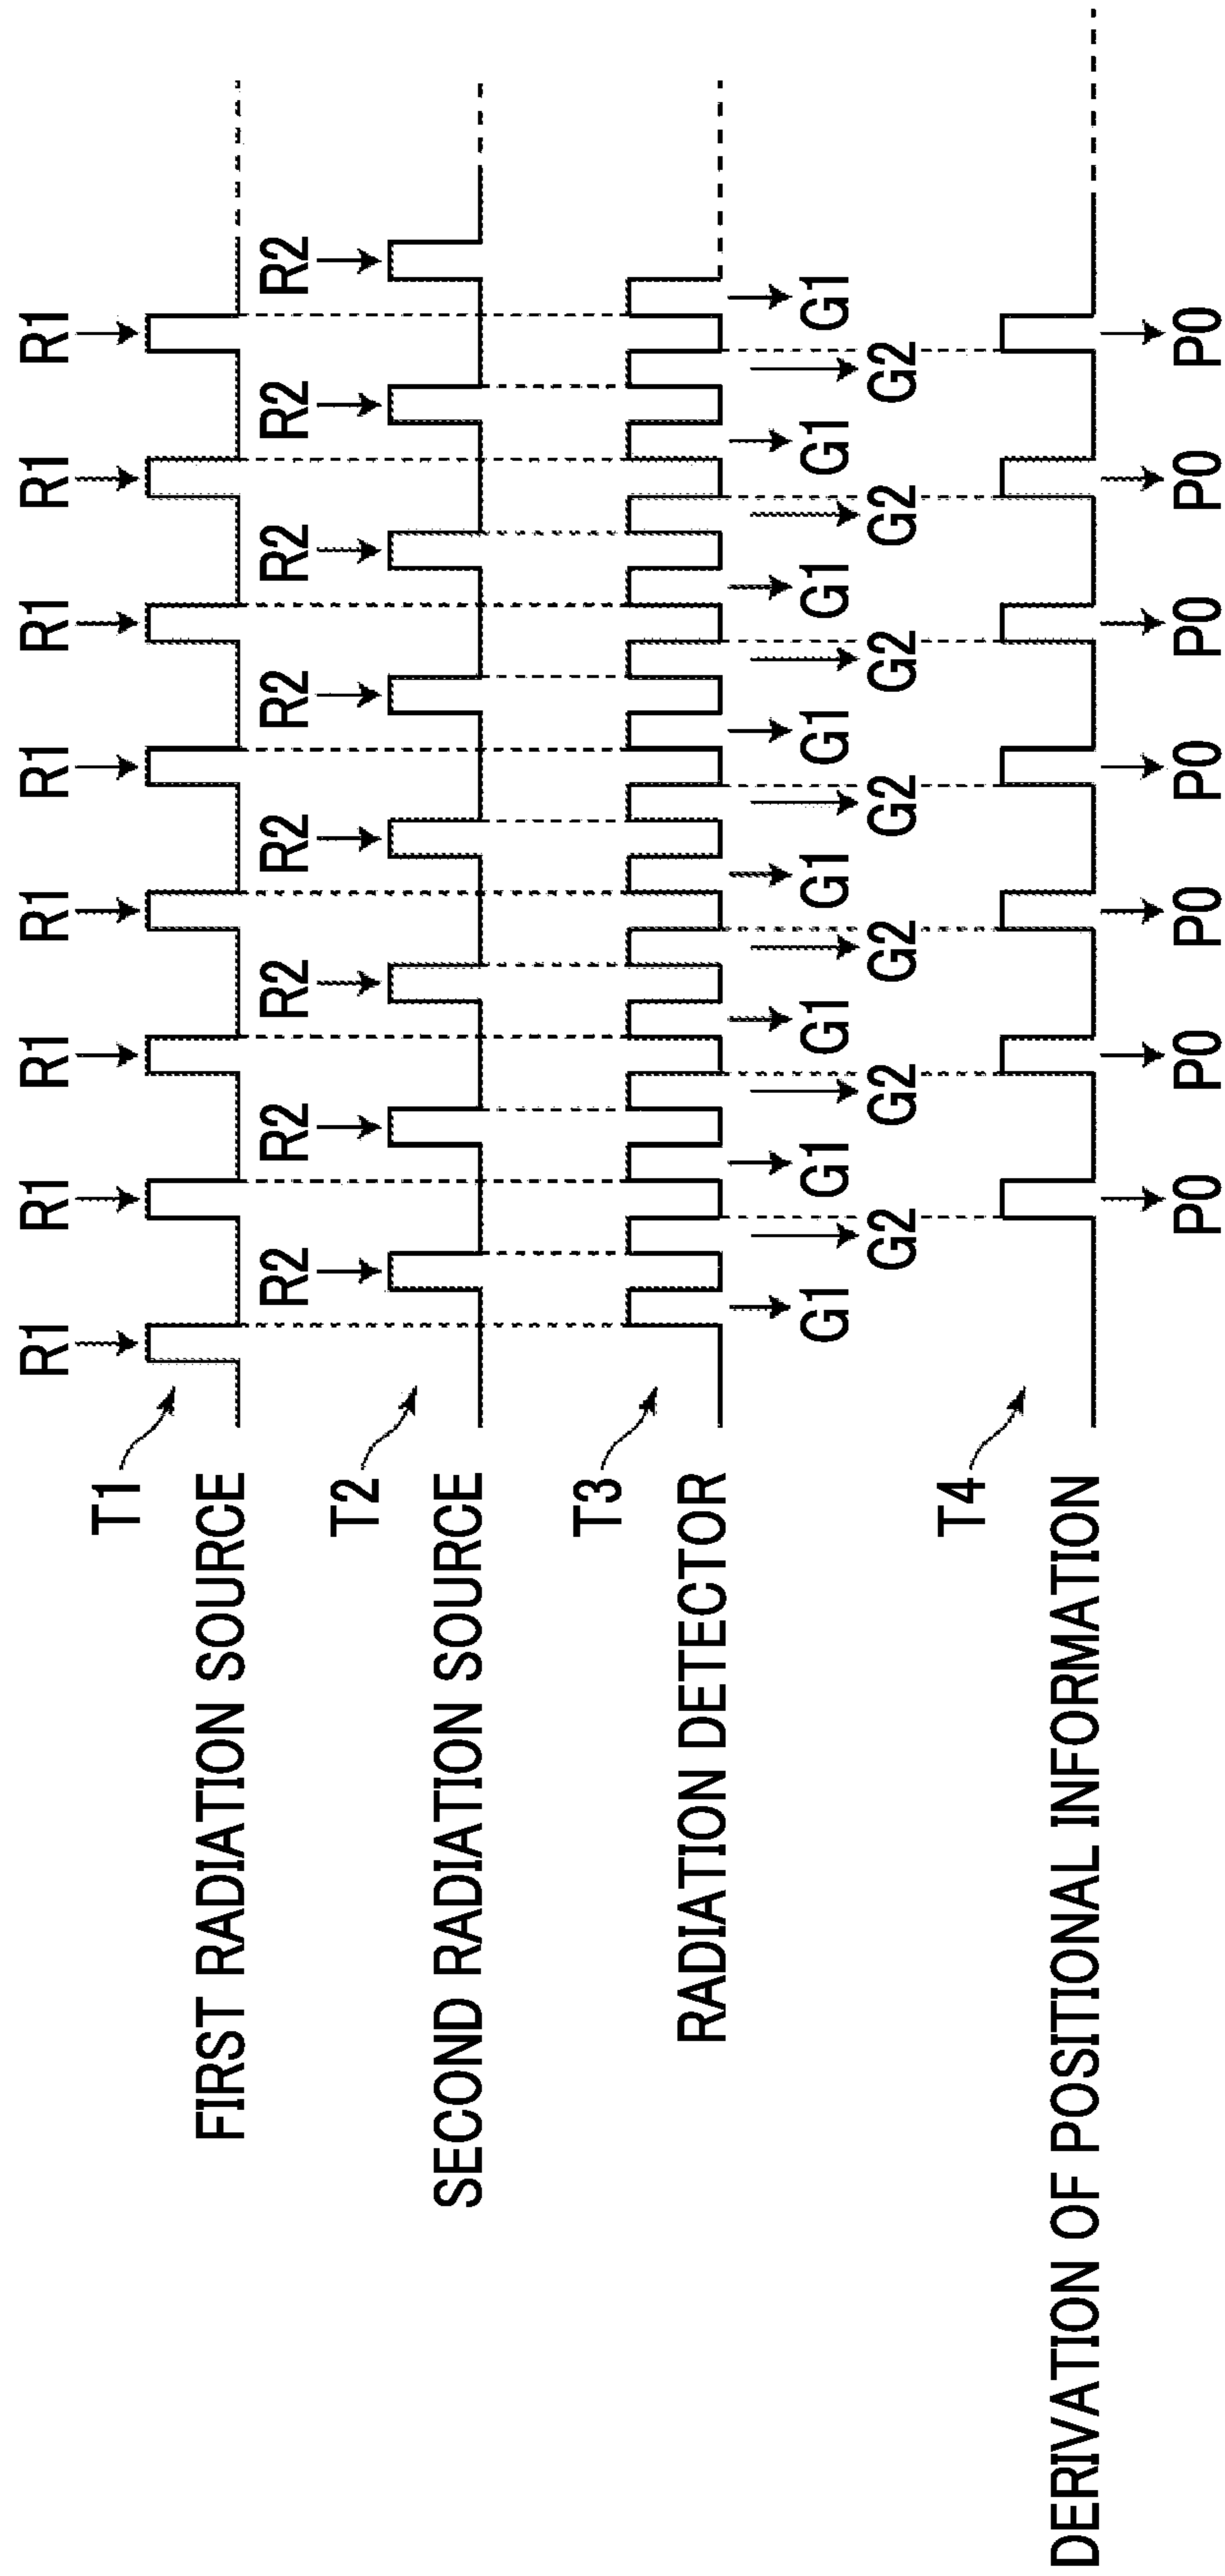 R1 R1 R1 R1 R1 R1 R1 R1
T1
FIRST RADIATION SOURCE
R2 R2 R2 R2 R2 R2 R2 R2
T2
SECOND RADIATION SOURCE
T3
RADIATION DETECTOR
G1 G1 G1 G1 G1 G1 G1 G1
G2 G2 G2 G2 G2 G2 G2
T4
DERIVATION OF POSITIONAL INFORMATION
P0 P0 P0 P0 P0 P0 P0